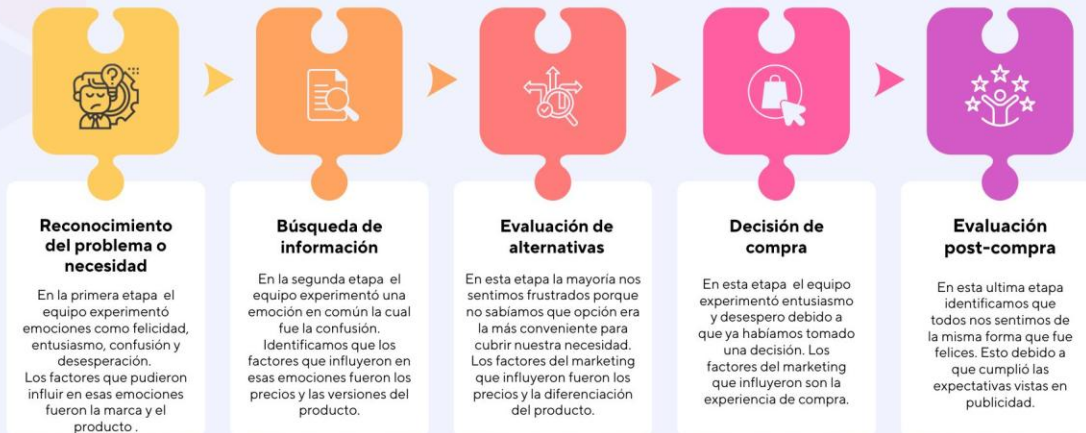 Reconocimiento
del problema o
necesidad
En la primera etapa el
equipo experimentó
emociones como felicidad,
entusiasmo, confusión y
desesperación.
Los factores que pudieron
influir en esas emociones
fueron la marca y el
producto .
Búsqueda de
información
En la segunda etapa el
equipo experimentó una
emoción en común la cual
fue la confusión.
Identificamos que los
factores que influyeron en
esas emociones fueron los
precios y las versiones del
producto.
Evaluación de
alternativas
En esta etapa la mayoría nos
sentimos frustrados porque
no sabíamos que opción era
la más conveniente para
cubrir nuestra necesidad.
Los factores del marketing
que influyeron fueron los
precios y la diferenciación
del producto.
Decisión de
compra
En esta etapa el equipo
experimentó entusiasmo
y desespero debido a
que ya habíamos tomado
una decisión. Los
factores del marketing
que influyeron son la
experiencia de compra.
Evaluación
post-compra
En esta ultima etapa
identificamos que
todos nos sentimos de
la misma forma que fue
felices. Esto debido a
que cumplió las
expectativas vistas en
publicidad.